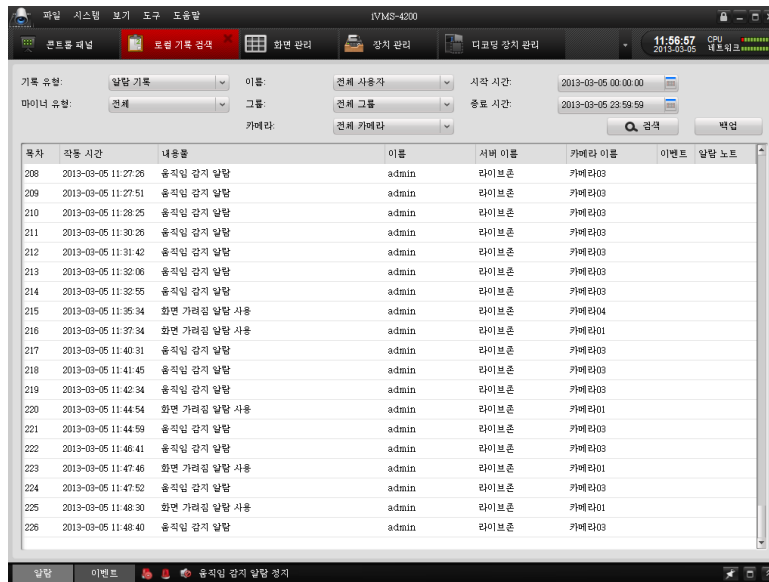 파일 시스템 보기 도구 도움말 iVMS-4200
콘트롤 패널 로컬 기록 검색 화면 관리 장치 관리 디코딩 장치 관리 11:56:57 CPU
2013-03-05 네트워크
기록 유형: 알람 기록 이름: 전체 사용자 시작 시간: 2013-03-05 00:00:00
마이너 유형: 전체 그룹: 전체 그룹 종료 시간: 2013-03-05 23:59:59
카메라: 전체 카메라 검색 백업
목차 작동 시간 내용물 이름 서버 이름 카메라 이름 이벤트 알람 노트
208 2013-03-05 11:27:26 움직임 감지 알람 admin 라이브존 카메라03
209 2013-03-05 11:27:51 움직임 감지 알람 admin 라이브존 카메라03
210 2013-03-05 11:28:25 움직임 감지 알람 admin 라이브존 카메라03
211 2013-03-05 11:30:26 움직임 감지 알람 admin 라이브존 카메라03
212 2013-03-05 11:31:42 움직임 감지 알람 admin 라이브존 카메라03
213 2013-03-05 11:32:06 움직임 감지 알람 admin 라이브존 카메라03
214 2013-03-05 11:32:55 움직임 감지 알람 admin 라이브존 카메라03
215 2013-03-05 11:35:34 화면 가려짐 알람 사용 admin 라이브존 카메라04
216 2013-03-05 11:37:34 화면 가려짐 알람 사용 admin 라이브존 카메라01
217 2013-03-05 11:40:31 움직임 감지 알람 admin 라이브존 카메라03
218 2013-03-05 11:41:45 움직임 감지 알람 admin 라이브존 카메라03
219 2013-03-05 11:42:34 움직임 감지 알람 admin 라이브존 카메라03
220 2013-03-05 11:44:54 화면 가려짐 알람 사용 admin 라이브존 카메라01
221 2013-03-05 11:44:59 움직임 감지 알람 admin 라이브존 카메라03
222 2013-03-05 11:46:41 움직임 감지 알람 admin 라이브존 카메라03
223 2013-03-05 11:47:46 화면 가려짐 알람 사용 admin 라이브존 카메라01
224 2013-03-05 11:47:52 움직임 감지 알람 admin 라이브존 카메라03
225 2013-03-05 11:48:30 화면 가려짐 알람 사용 admin 라이브존 카메라01
226 2013-03-05 11:48:40 움직임 감지 알람 admin 라이브존 카메라03
알람 이벤트 움직임 감지 알람 정지